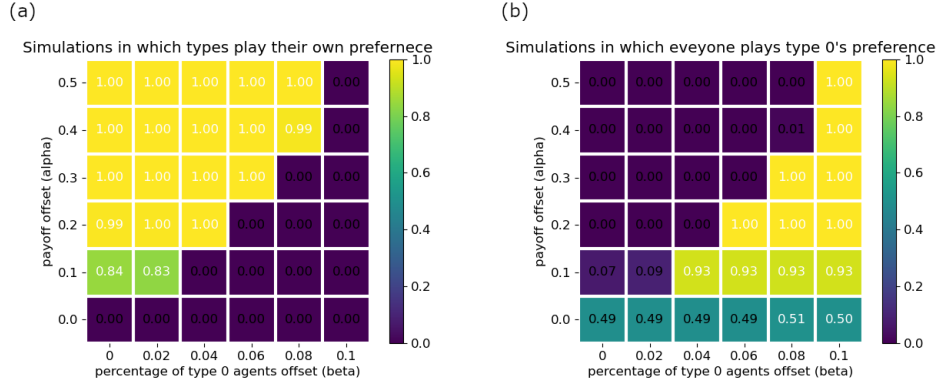 (a)
(b)
Simulations in which types play their own prefernece
Simulations in which eveyone plays type 0's preference
payoff offset (alpha)
0.5 1.00 1.00 1.00 1.00 1.00 0.00
0.4 1.00 1.00 1.00 1.00 0.99 0.00
0.3 1.00 1.00 1.00 1.00 0.00 0.00
0.2 0.99 1.00 1.00 0.00 0.00 0.00
0.1 0.84 0.83 0.00 0.00 0.00 0.00
0.0 0.00 0.00 0.00 0.00 0.00 0.00
0 0.02 0.04 0.06 0.08 0.1
percentage of type 0 agents offset (beta)
1.0
0.8
0.6
0.4
0.2
0.0
payoff offset (alpha)
0.5 0.00 0.00 0.00 0.00 0.00 1.00
0.4 0.00 0.00 0.00 0.00 0.01 1.00
0.3 0.00 0.00 0.00 0.00 1.00 1.00
0.2 0.00 0.00 0.00 1.00 1.00 1.00
0.1 0.07 0.09 0.93 0.93 0.93 0.93
0.0 0.49 0.49 0.49 0.49 0.51 0.50
0 0.02 0.04 0.06 0.08 0.1
percentage of type 0 agents offset (beta)
1.0
0.8
0.6
0.4
0.2
0.0